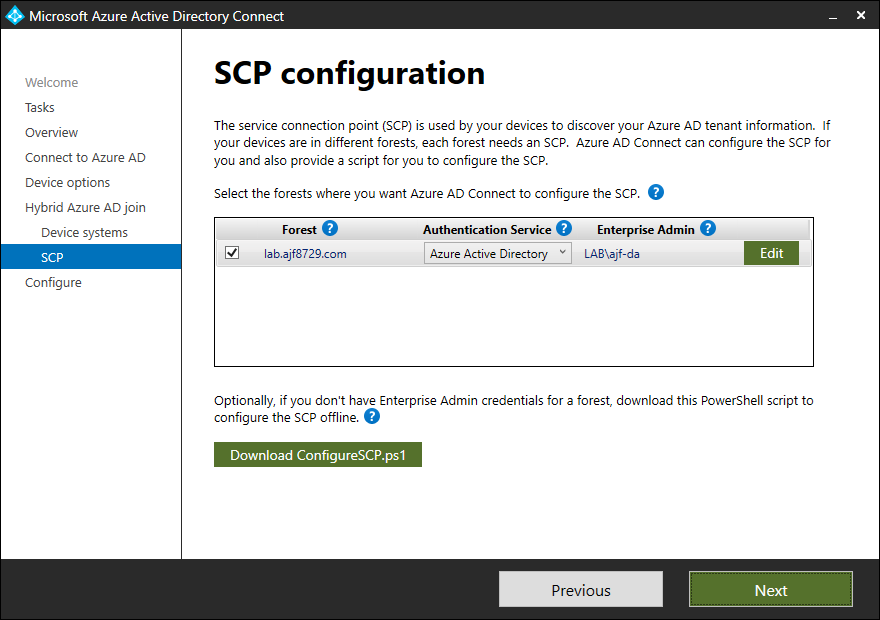 Microsoft Azure Active Directory Connect
Welcome
Tasks
Overview
Connect to Azure AD
Device options
Hybrid Azure AD join
Device systems
SCP
Configure
SCP configuration
The service connection point (SCP) is used by your devices to discover your Azure AD tenant information.  If
your devices are in different forests, each forest needs an SCP.  Azure AD Connect can configure the SCP for
you and also provide a script for you to configure the SCP.
Select the forests where you want Azure AD Connect to configure the SCP. ?
Forest ? Authentication Service ? Enterprise Admin ?
lab.ajf8729.com Azure Active Directory LAB\ajf-da Edit
Optionally, if you don't have Enterprise Admin credentials for a forest, download this PowerShell script to
configure the SCP offline. ?
Download ConfigureSCP.ps1
Previous Next